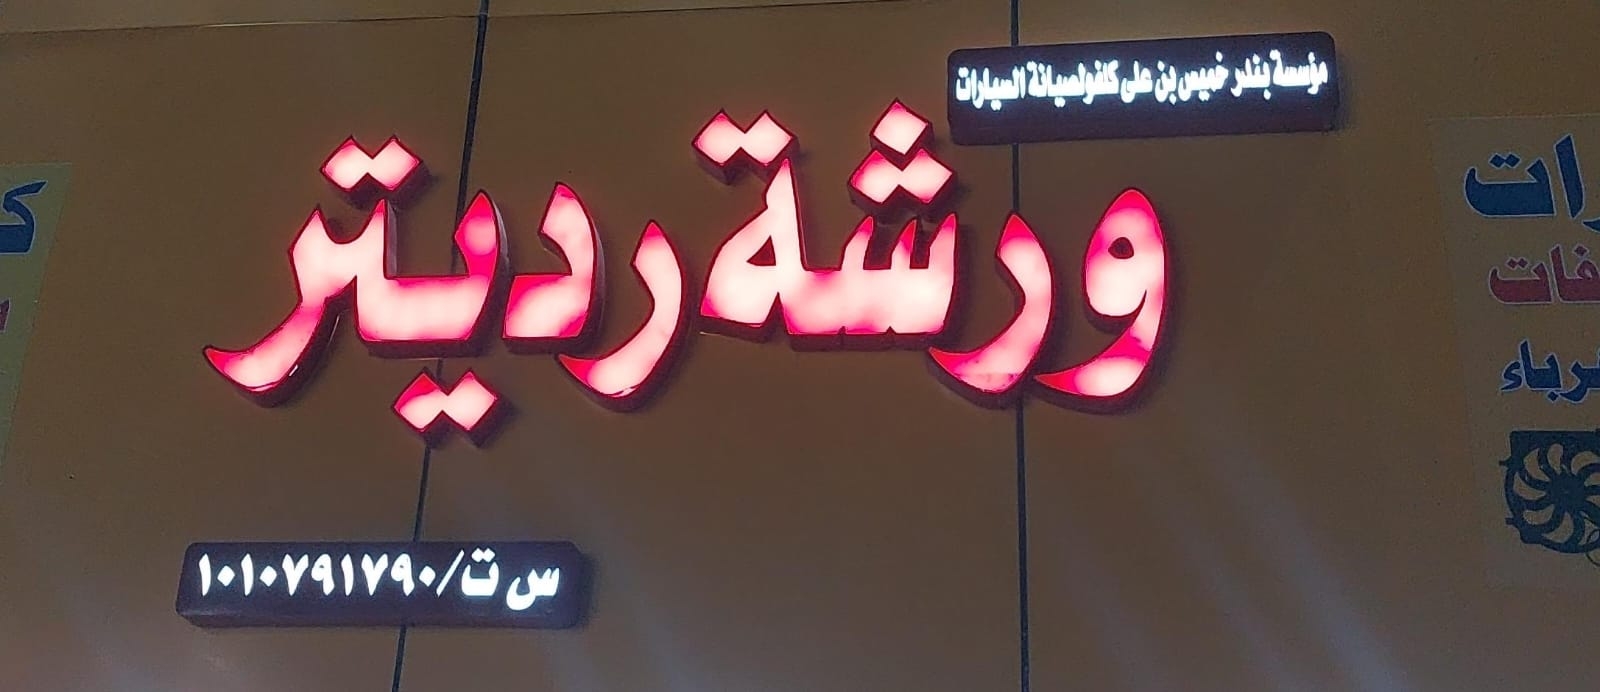 مؤسسة بندر خميس بن على كلفو لصيانة السيارات
ورشة رديتر
س ت/١٠١٠٧٩١٧٩٠